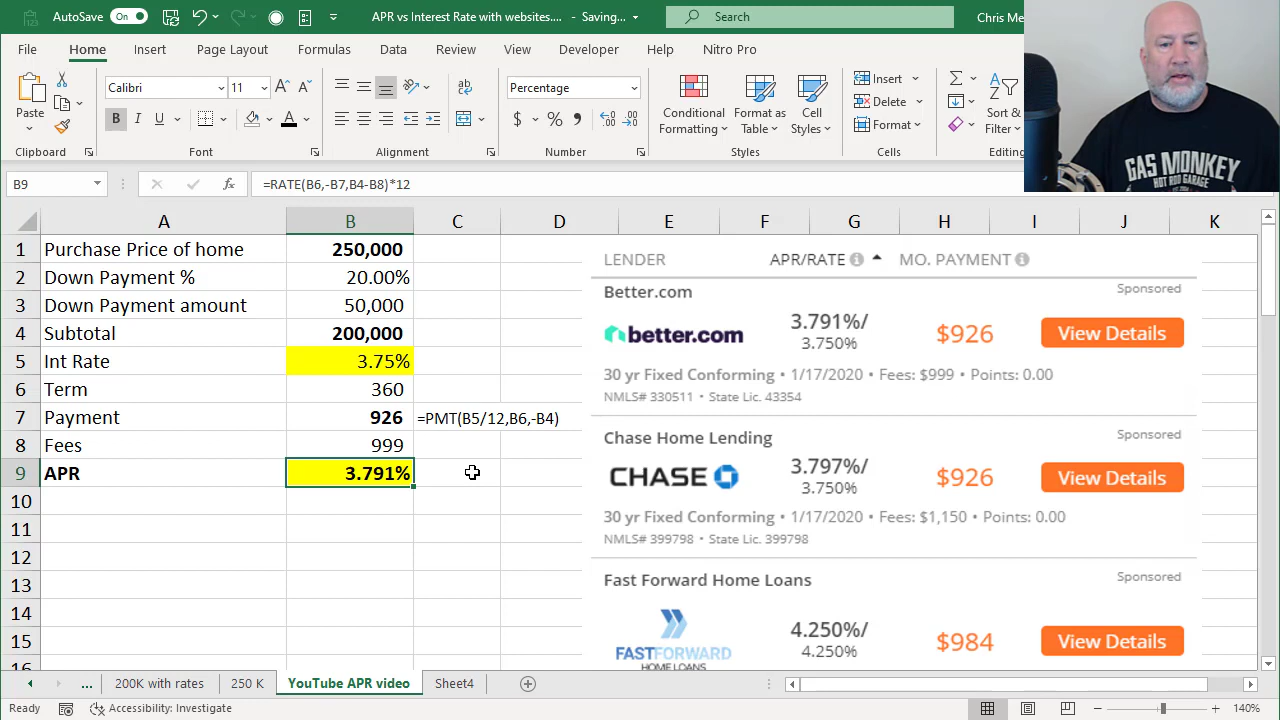 AutoSave On APR vs Interest Rate with websites.... - Saving... Search Chris Me
File Home Insert Draw Page Layout Formulas Data Review View Developer Help Nitro Pro
Calibri 11 Percentage Insert
Paste B I U A $ % Conditional Formatting Format as Table Cell Styles Delete Format Sort & Filter
Clipboard Font Alignment Number Styles Cells Editing
B9 fx =RATE(B6,-B7,B4-B8)*12
GAS MONKEY
HOT ROD GARAGE
A B C D E F G H I J K
1 Purchase Price of home 250,000
2 Down Payment % 20.00%
3 Down Payment amount 50,000
4 Subtotal 200,000
5 Int Rate 3.75%
6 Term 360
7 Payment 926 =PMT(B5/12,B6,-B4)
8 Fees 999
9 APR 3.791%
10
11
12
13
14
15
16
LENDER APR/RATE MO. PAYMENT
Better.com Sponsored
better.com 3.791%/ $926 View Details
3.750%
30 yr Fixed Conforming • 1/17/2020 • Fees: $999 • Points: 0.00
NMLS# 330511 • State Lic. 43354
Chase Home Lending Sponsored
CHASE 3.797%/ $926 View Details
3.750%
30 yr Fixed Conforming • 1/17/2020 • Fees: $1,150 • Points: 0.00
NMLS# 399798 • State Lic. 399798
Fast Forward Home Loans Sponsored
FASTFORWARD 4.250%/ $984 View Details
HOME LOANS 4.250%
... 200K with rates 250 K YouTube APR video Sheet4
Ready Accessibility: Investigate 140%